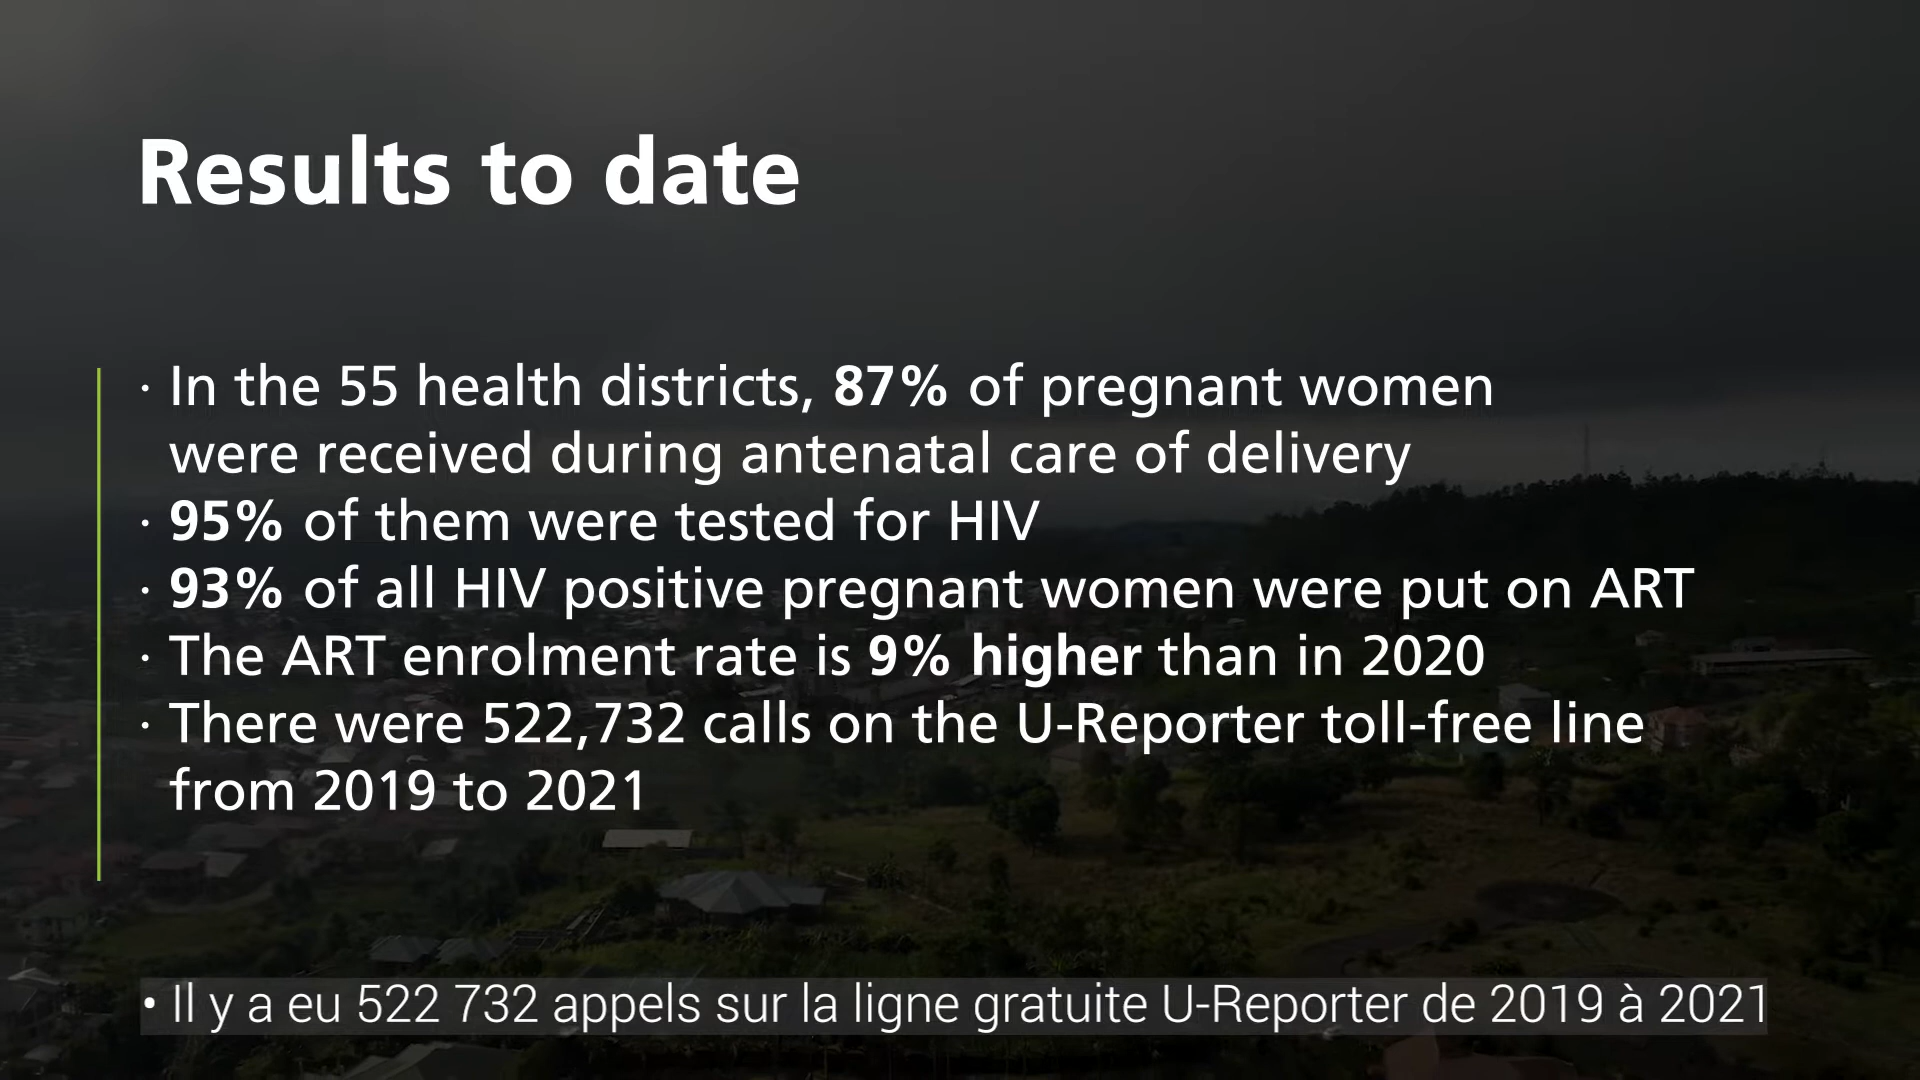 Results to date
· In the 55 health districts, 87% of pregnant women
were received during antenatal care of delivery
· 95% of them were tested for HIV
· 93% of all HIV positive pregnant women were put on ART
· The ART enrolment rate is 9% higher than in 2020
· There were 522,732 calls on the U-Reporter toll-free line
from 2019 to 2021
• Il y a eu 522 732 appels sur la ligne gratuite U-Reporter de 2019 à 2021